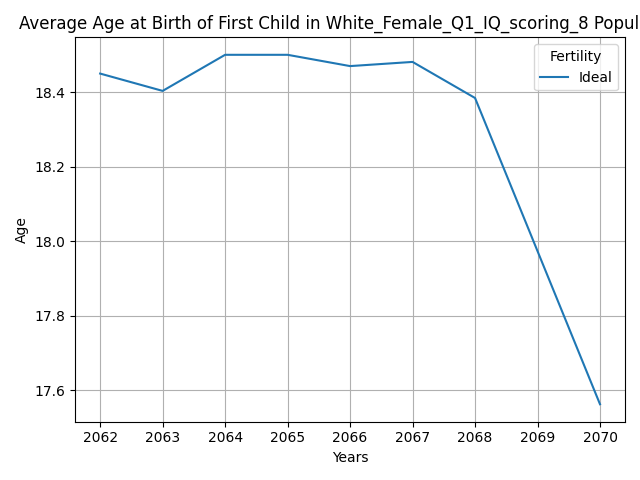 Average Age at Birth of First Child in White_Female_Q1_IQ_scoring_8 Popul
Fertility
Ideal
18.4
18.2
18.0
17.8
17.6
Age
2062 2063 2064 2065 2066 2067 2068 2069 2070
Years